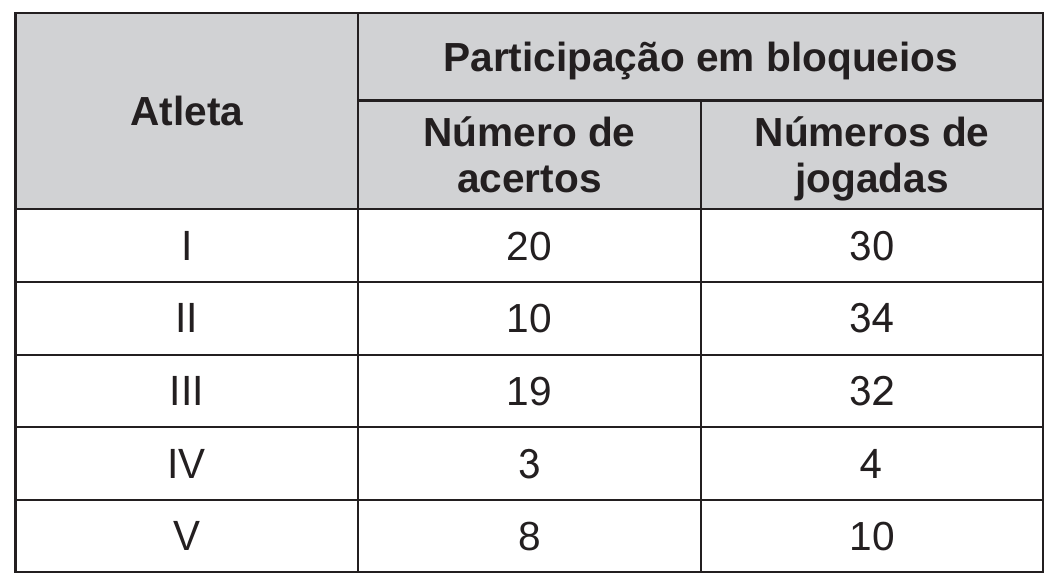 Atleta
Participação em bloqueios
Número de
acertos
Números de
jogadas
I
20
30
II
10
34
III
19
32
IV
3
4
V
8
10